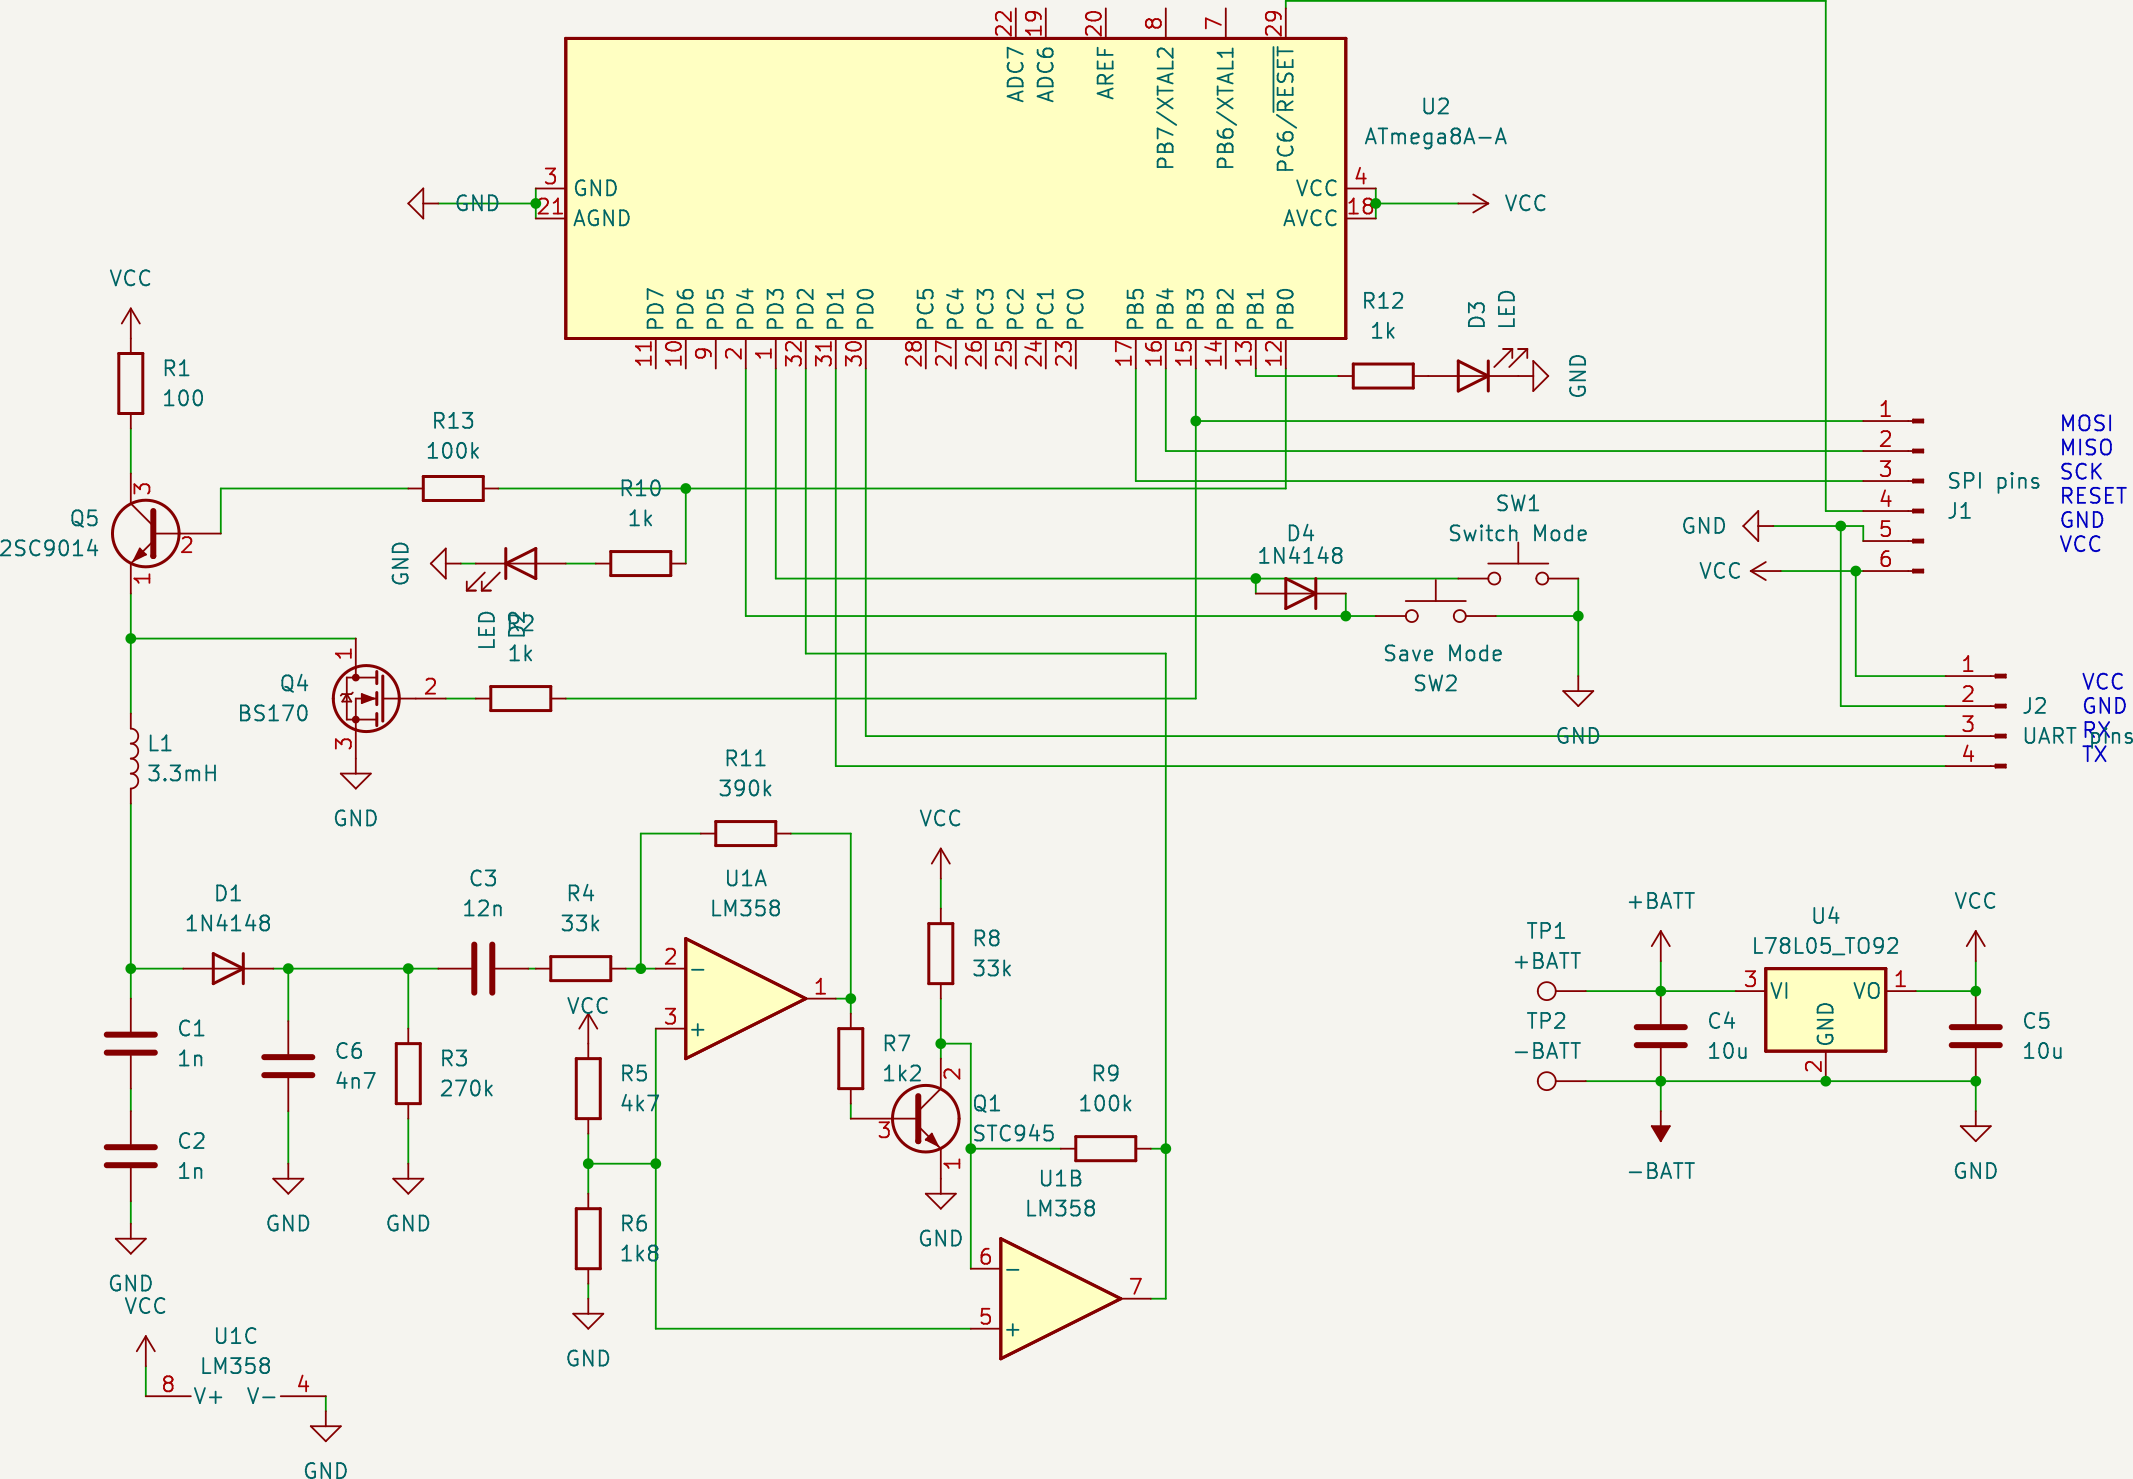 22
19
20
8
7
29
ADC7
ADC6
AREF
PB7/XTAL2
PB6/XTAL1
PC6/RESET
U2
ATmega8A-A
3
GND
GND
21
AGND
4
VCC
18
AVCC
VCC
PD7
PD6
PD5
PD4
PD3
PD2
PD1
PD0
PC5
PC4
PC3
PC2
PC1
PC0
PB5
PB4
PB3
PB2
PB1
PB0
11
10
9
2
1
32
31
30
28
27
26
25
24
23
17
16
15
14
13
12
R12
1k
D3
LED
GND
VCC
R1
100
R13
100k
R10
1k
3
Q5
2SC9014
2
1
GND
LED
D2
R2
1k
1
Q4
BS170
2
3
GND
L1
3.3mH
D4
1N4148
SW1
Switch Mode
Save Mode
SW2
GND
1
2
3
4
5
6
SPI pins
J1
MOSI
MISO
SCK
RESET
GND
VCC
GND
VCC
1
2
3
4
J2
UART pins
VCC
GND
RX
TX
R11
390k
U1A
LM358
VCC
D1
1N4148
C3
12n
R4
33k
2
-
3
+
1
R8
33k
VCC
C1
1n
C6
4n7
R3
270k
R5
4k7
R7
1k2
2
3
1
Q1
STC945
R9
100k
C2
1n
R6
1k8
GND
GND
GND
GND
GND
U1B
LM358
6
-
5
+
7
VCC
U1C
LM358
8
V+
V-
4
GND
TP1
+BATT
+BATT
U4
L78L05_TO92
VCC
3
VI
VO
1
GND
2
TP2
-BATT
C4
10u
C5
10u
-BATT
GND